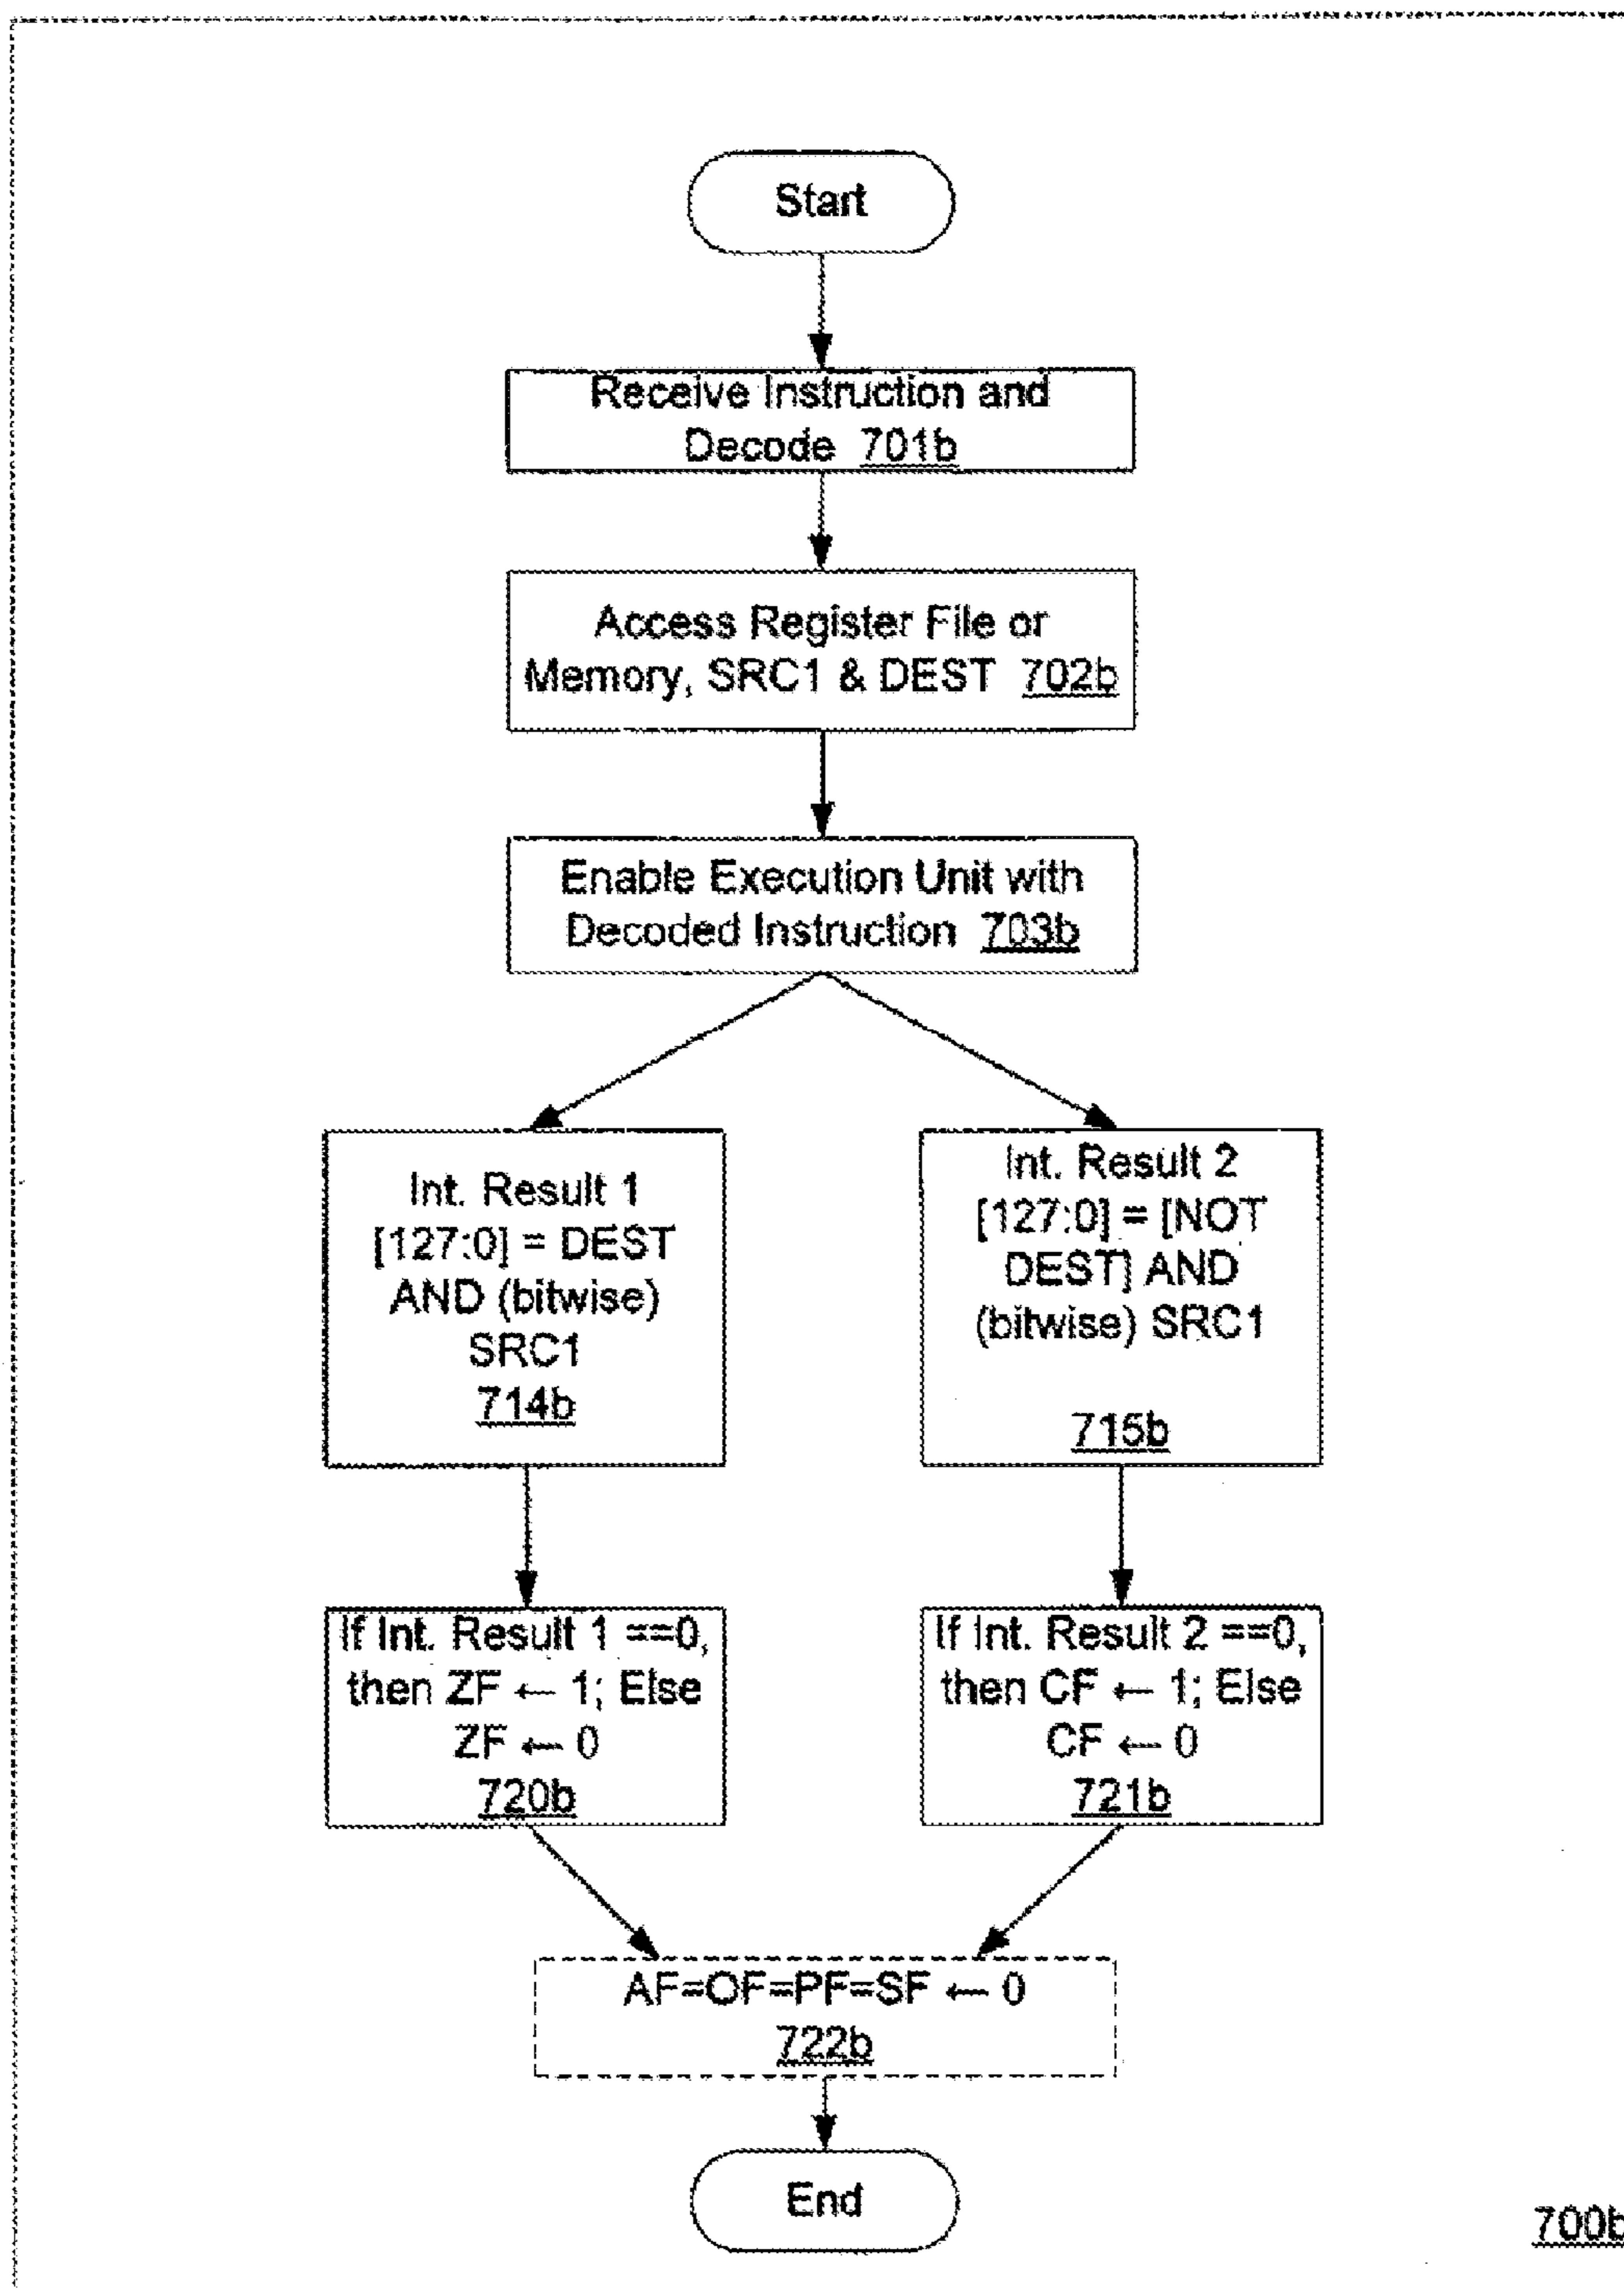 Start
Receive Instruction and
Decode 701b
Access Register File or
Memory, SRC1 & DEST 702b
Enable Execution Unit with
Decoded Instruction 703b
Int. Result 1
[127:0] = DEST
AND (bitwise)
SRC1
714b
Int. Result 2
[127:0] = [NOT
DEST] AND
(bitwise) SRC1
715b
If Int. Result 1 ==0,
then ZF ← 1; Else
ZF ← 0
720b
If Int. Result 2 ==0,
then CF ← 1; Else
CF ← 0
721b
AF=OF=PF=SF ← 0
722b
End
700b